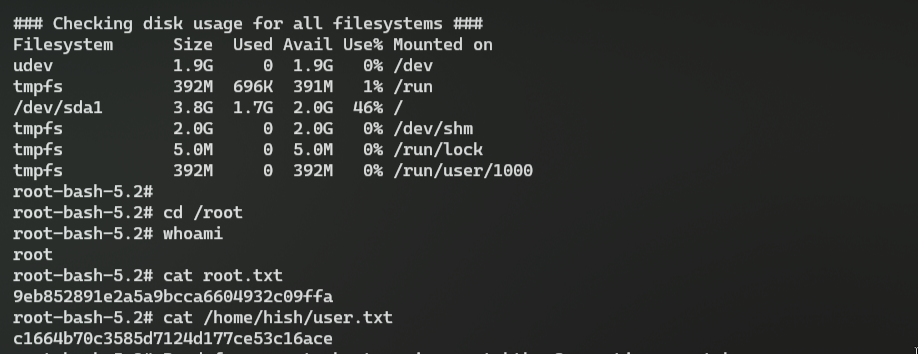 ### Checking disk usage for all filesystems ###
Filesystem      Size  Used Avail Use% Mounted on
udev            1.9G     0  1.9G   0% /dev
tmpfs           392M  696K  391M   1% /run
/dev/sda1       3.8G  1.7G  2.0G  46% /
tmpfs           2.0G     0  2.0G   0% /dev/shm
tmpfs           5.0M     0  5.0M   0% /run/lock
tmpfs           392M     0  392M   0% /run/user/1000
root-bash-5.2#
root-bash-5.2# cd /root
root-bash-5.2# whoami
root
root-bash-5.2# cat root.txt
9eb852891e2a5a9bcca6604932c09ffa
root-bash-5.2# cat /home/hish/user.txt
c1664b70c3585d7124d177ce53c16ace